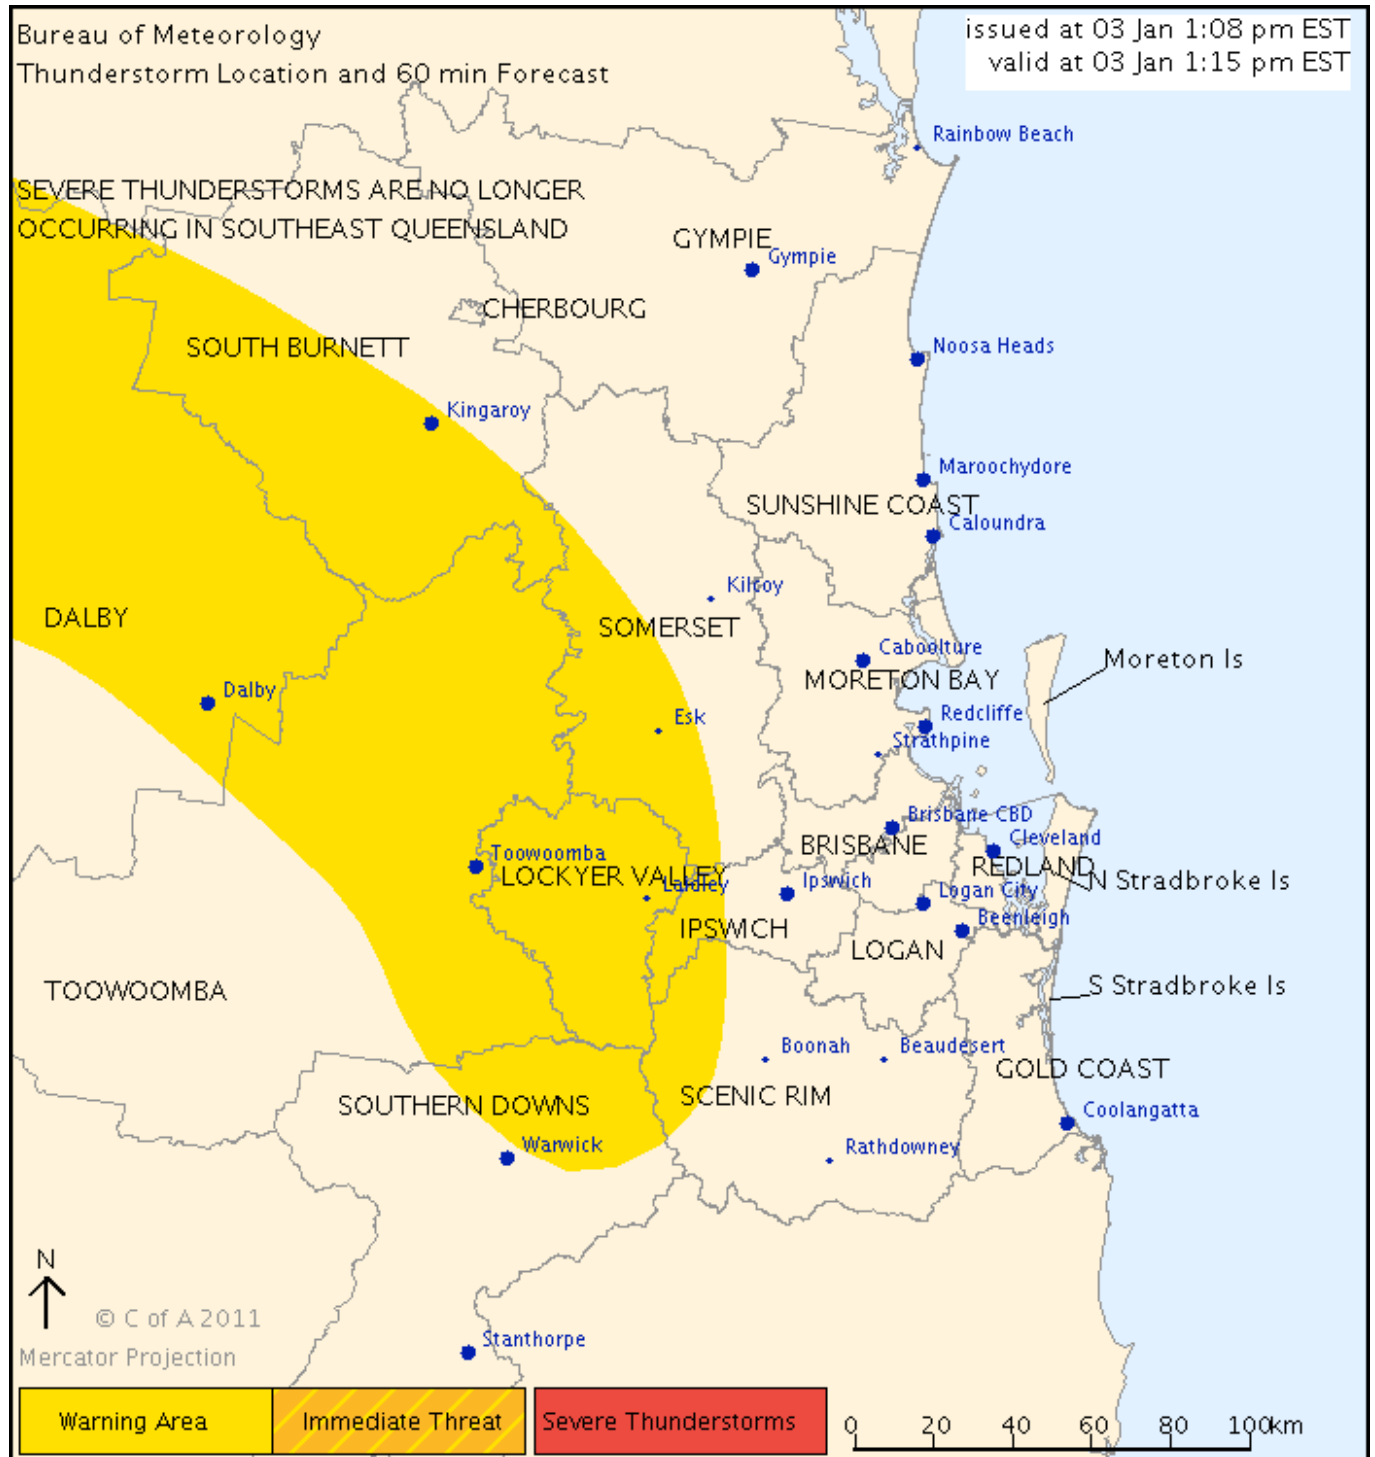 Bureau of Meteorology
Thunderstorm Location and 60 min Forecast
issued at 03 Jan 1:08 pm EST
valid at 03 Jan 1:15 pm EST
Rainbow Beach
SEVERE THUNDERSTORMS ARE NO LONGER
OCCURRING IN SOUTHEAST QUEENSLAND
GYMPIE
Gympie
CHERBOURG
SOUTH BURNETT
Noosa Heads
Kingaroy
Maroochydore
SUNSHINE COAST
Caloundra
Kilcoy
DALBY
SOMERSET
Caboolture
Moreton Is
MORETON BAY
Dalby
Esk
Redcliffe
Strathpine
Brisbane CBD
Cleveland
BRISBANE
Toowoomba
REDLAND
LOCKYER VALLEY
Laidley
Ipswich
Logan City
N Stradbroke Is
Beenleigh
IPSWICH
LOGAN
TOOWOOMBA
S Stradbroke Is
Boonah
Beaudesert
GOLD COAST
SCENIC RIM
SOUTHERN DOWNS
Coolangatta
Warwick
Rathdowney
N
© C of A 2011
Stanthorpe
Mercator Projection
Warning Area
Immediate Threat
Severe Thunderstorms
0 20 40 60 80 100km